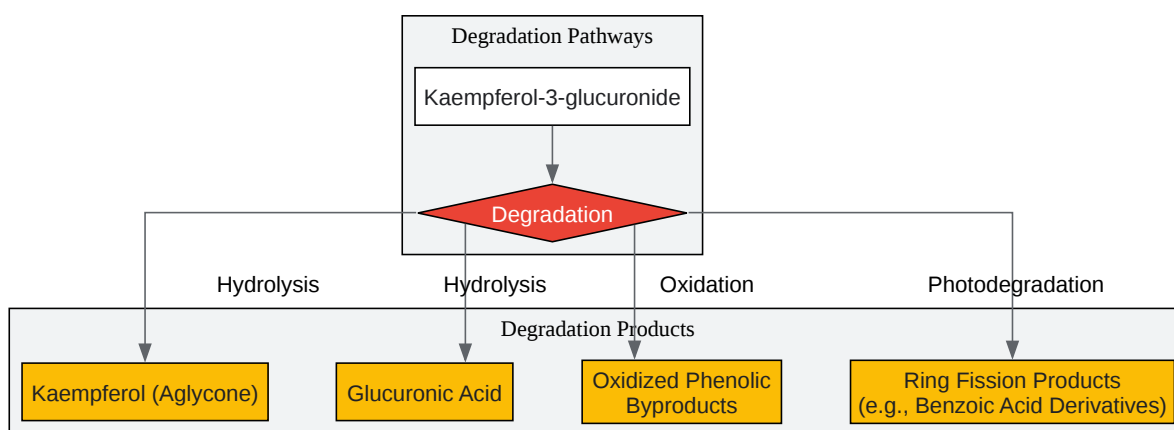 Degradation Pathways
Kaempferol-3-glucuronide
Degradation
Hydrolysis
Hydrolysis
Oxidation
Photodegradation
Degradation Products
Kaempferol (Aglycone)
Glucuronic Acid
Oxidized Phenolic
Byproducts
Ring Fission Products
(e.g., Benzoic Acid Derivatives)